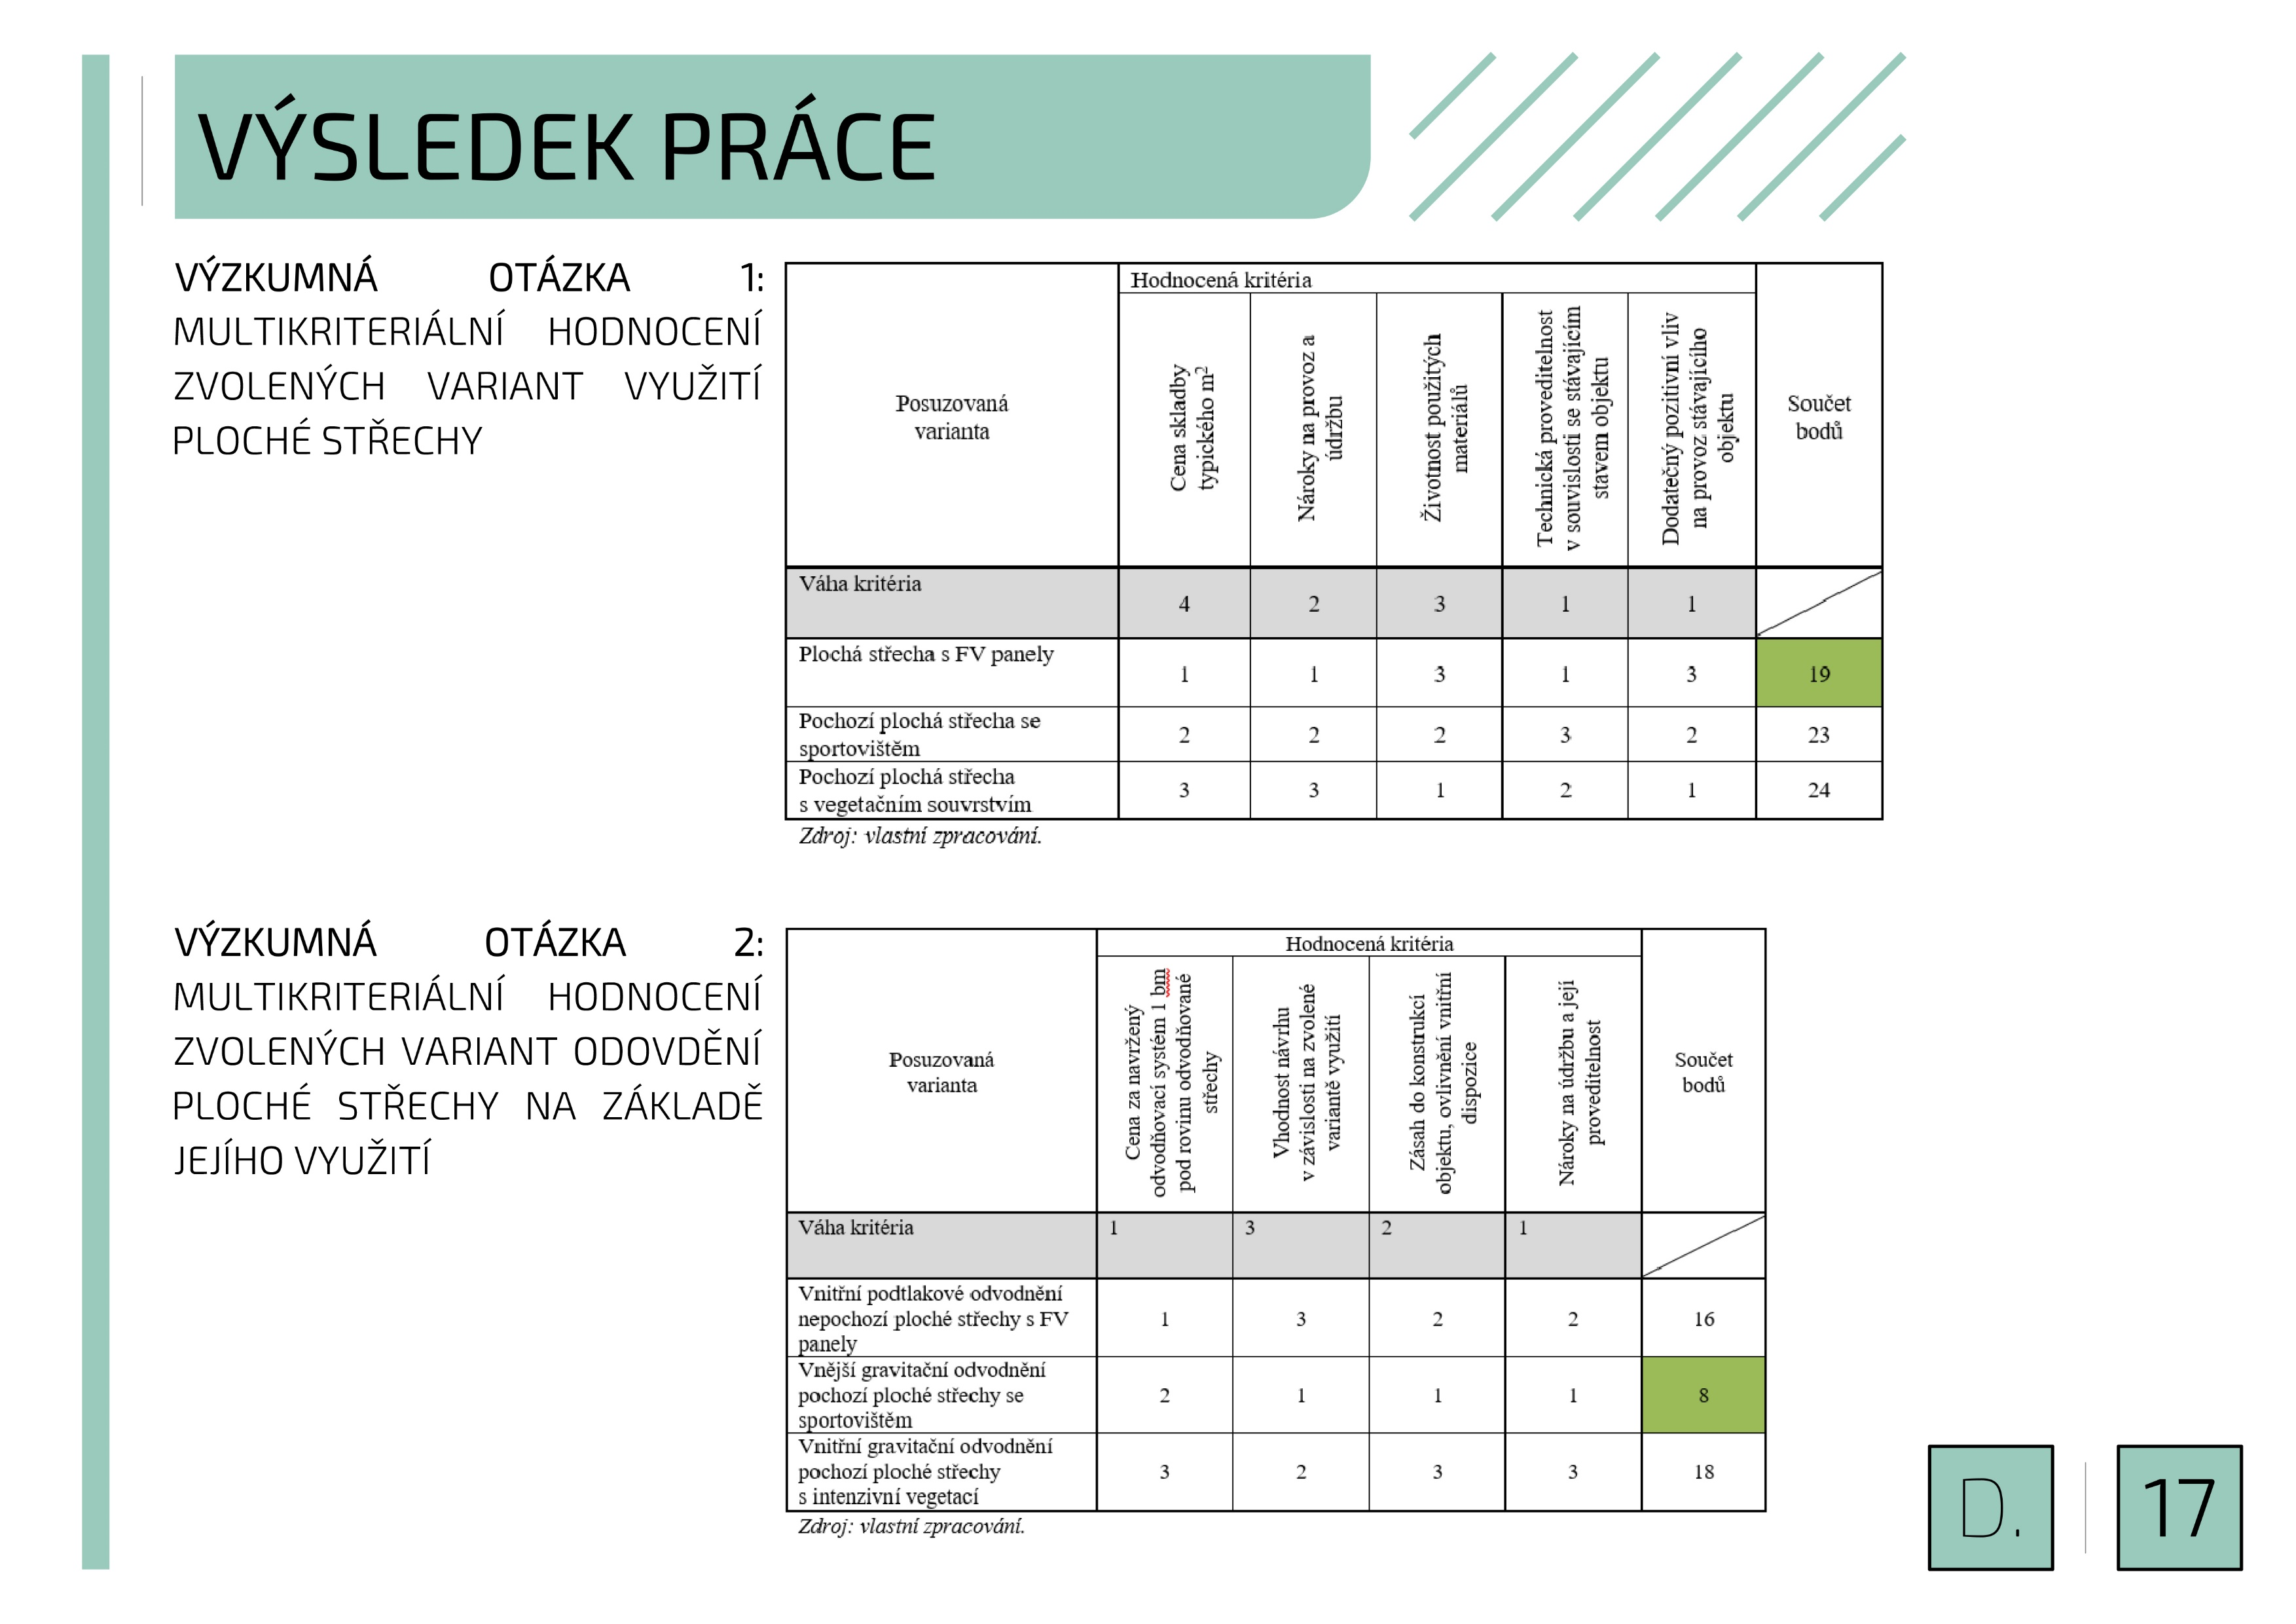 VÝSLEDEK PRÁCE
VÝZKUMNÁ OTÁZKA 1:
MULTIKRITERIÁLNÍ HODNOCENÍ
ZVOLENÝCH VARIANT VYUŽITÍ
PLOCHÉ STŘECHY
Posuzovaná
varianta
Hodnocená kritéria
Cena skladby
typického m²
Nároky na provoz a
údržbu
Životnost použitých
materiálů
Technická proveditelnost
v souvislosti se stávajícím
stavem objektu
Dodatečný pozitivní vliv
na provoz stávajícího
objektu
Součet
bodů
Váha kritéria 4 2 3 1 1
Plochá střecha s FV panely 1 1 3 1 3 19
Pochozí plochá střecha se
sportovištěm 2 2 2 3 2 23
Pochozí plochá střecha
s vegetačním souvrstvím 3 3 1 2 1 24
Zdroj: vlastní zpracování.
VÝZKUMNÁ OTÁZKA 2:
MULTIKRITERIÁLNÍ HODNOCENÍ
ZVOLENÝCH VARIANT ODOVDĚNÍ
PLOCHÉ STŘECHY NA ZÁKLADĚ
JEJÍHO VYUŽITÍ
Posuzovaná
varianta
Hodnocená kritéria
Cena za navržený
odvodňovací systém 1 bm
pod rovinu odvodňované
střechy
Vhodnost návrhu
v závislosti na zvolené
variantě využití
Zásah do konstrukcí
objektu, ovlivnění vnitřní
dispozice
Nároky na údržbu a její
proveditelnost
Součet
bodů
Váha kritéria 1 3 2 1
Vnitřní podtlakové odvodnění
nepochozí ploché střechy s FV
panely 1 3 2 2 16
Vnější gravitační odvodnění
pochozí ploché střechy se
sportovištěm 2 1 1 1 8
Vnitřní gravitační odvodnění
pochozí ploché střechy
s intenzivní vegetací 3 2 3 3 18
Zdroj: vlastní zpracování.
D. 17